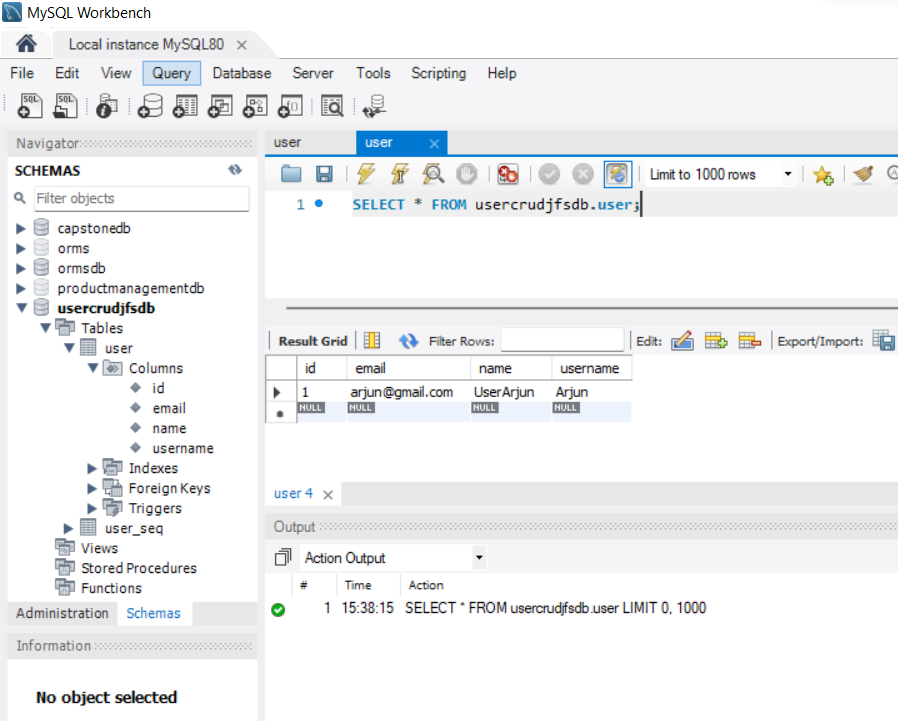 MySQL Workbench
Local instance MySQL80
File Edit View Query Database Server Tools Scripting Help
Navigator
SCHEMAS
Filter objects
capstonedb
orms
ormsdb
productmanagementdb
usercrudjfsdb
Tables
user
Columns
id
email
name
username
Indexes
Foreign Keys
Triggers
user_seq
Views
Stored Procedures
Functions
Administration Schemas
Information
No object selected
user user
Limit to 1000 rows
1 SELECT * FROM usercrudjfsdb.user;
Result Grid Filter Rows: Edit: Export/Import:
id email name username
1 arjun@gmail.com UserArjun Arjun
NULL NULL NULL NULL
user 4
Output
Action Output
# Time Action
1 15:38:15 SELECT * FROM usercrudjfsdb.user LIMIT 0, 1000